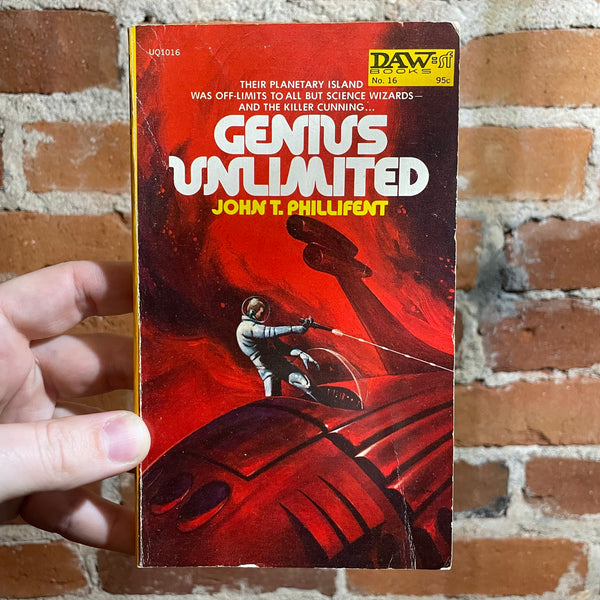 UQ1016
DAW=sf
BOOKS
No. 16 95c
THEIR PLANETARY ISLAND
WAS OFF-LIMITS TO ALL BUT SCIENCE WIZARDS—
AND THE KILLER CUNNING...
GENIUS
UNLIMITED
JOHN T. PHILLIFENT